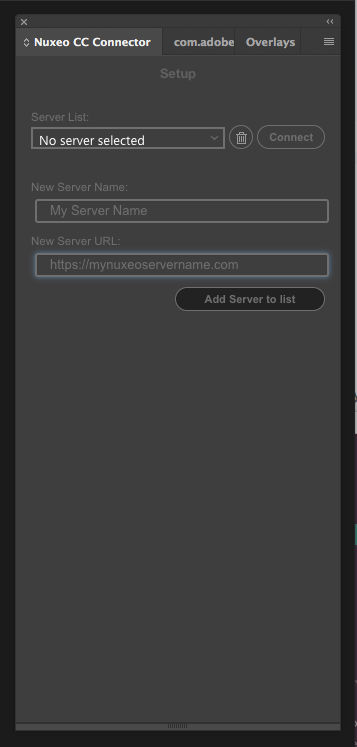 Nuxeo CC Connector com.adobe Overlays
Setup
Server List:
No server selected Connect
New Server Name:
My Server Name
New Server URL:
https://mynuxeoservername.com
Add Server to list